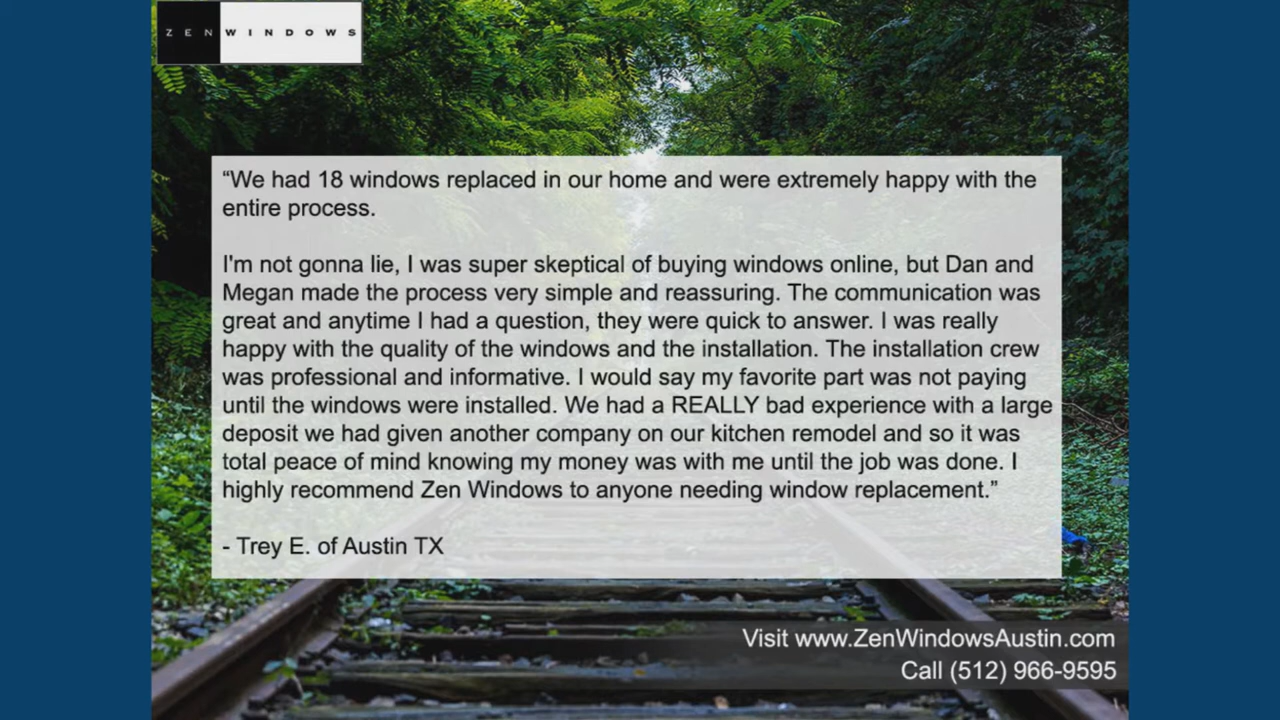 ZEN WINDOWS
“We had 18 windows replaced in our home and were extremely happy with the
entire process.
I'm not gonna lie, I was super skeptical of buying windows online, but Dan and
Megan made the process very simple and reassuring. The communication was
great and anytime I had a question, they were quick to answer. I was really
happy with the quality of the windows and the installation. The installation crew
was professional and informative. I would say my favorite part was not paying
until the windows were installed. We had a REALLY bad experience with a large
deposit we had given another company on our kitchen remodel and so it was
total peace of mind knowing my money was with me until the job was done. I
highly recommend Zen Windows to anyone needing window replacement.”
- Trey E. of Austin TX
Visit www.ZenWindowsAustin.com
Call (512) 966-9595